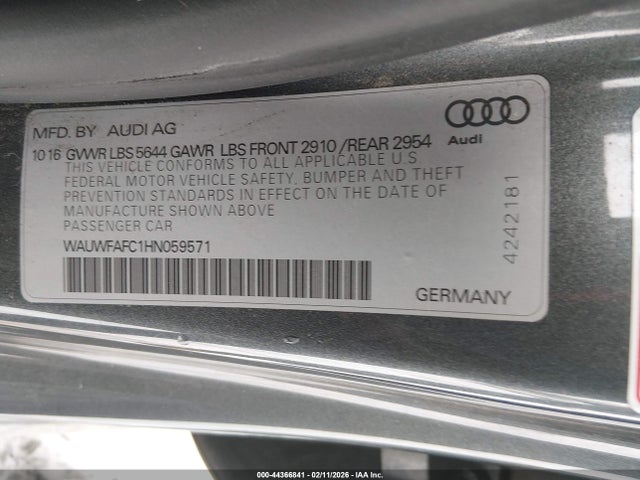 MFD. BY AUDI AG
10 16 GVWR LBS 5644 GAWR LBS FRONT 2910 /REAR 2954
THIS VEHICLE CONFORMS TO ALL APPLICABLE U.S
FEDERAL MOTOR VEHICLE SAFETY, BUMPER AND THEFT
PREVENTION STANDARDS IN EFFECT ON THE DATE OF
MANUFACTURE SHOWN ABOVE
PASSENGER CAR
WAUWFAFC1HN059571
GERMANY
Audi
4242181
000-44366841 | 02/11/2026 | IAA Inc.